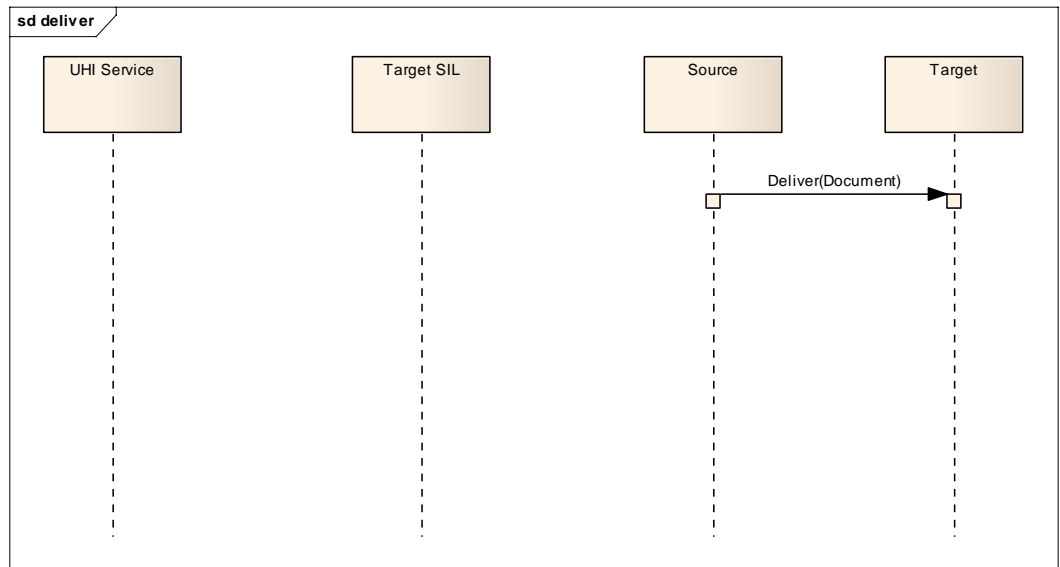 sd deliver
UHI Service
Target SIL
Source
Target
Deliver(Document)